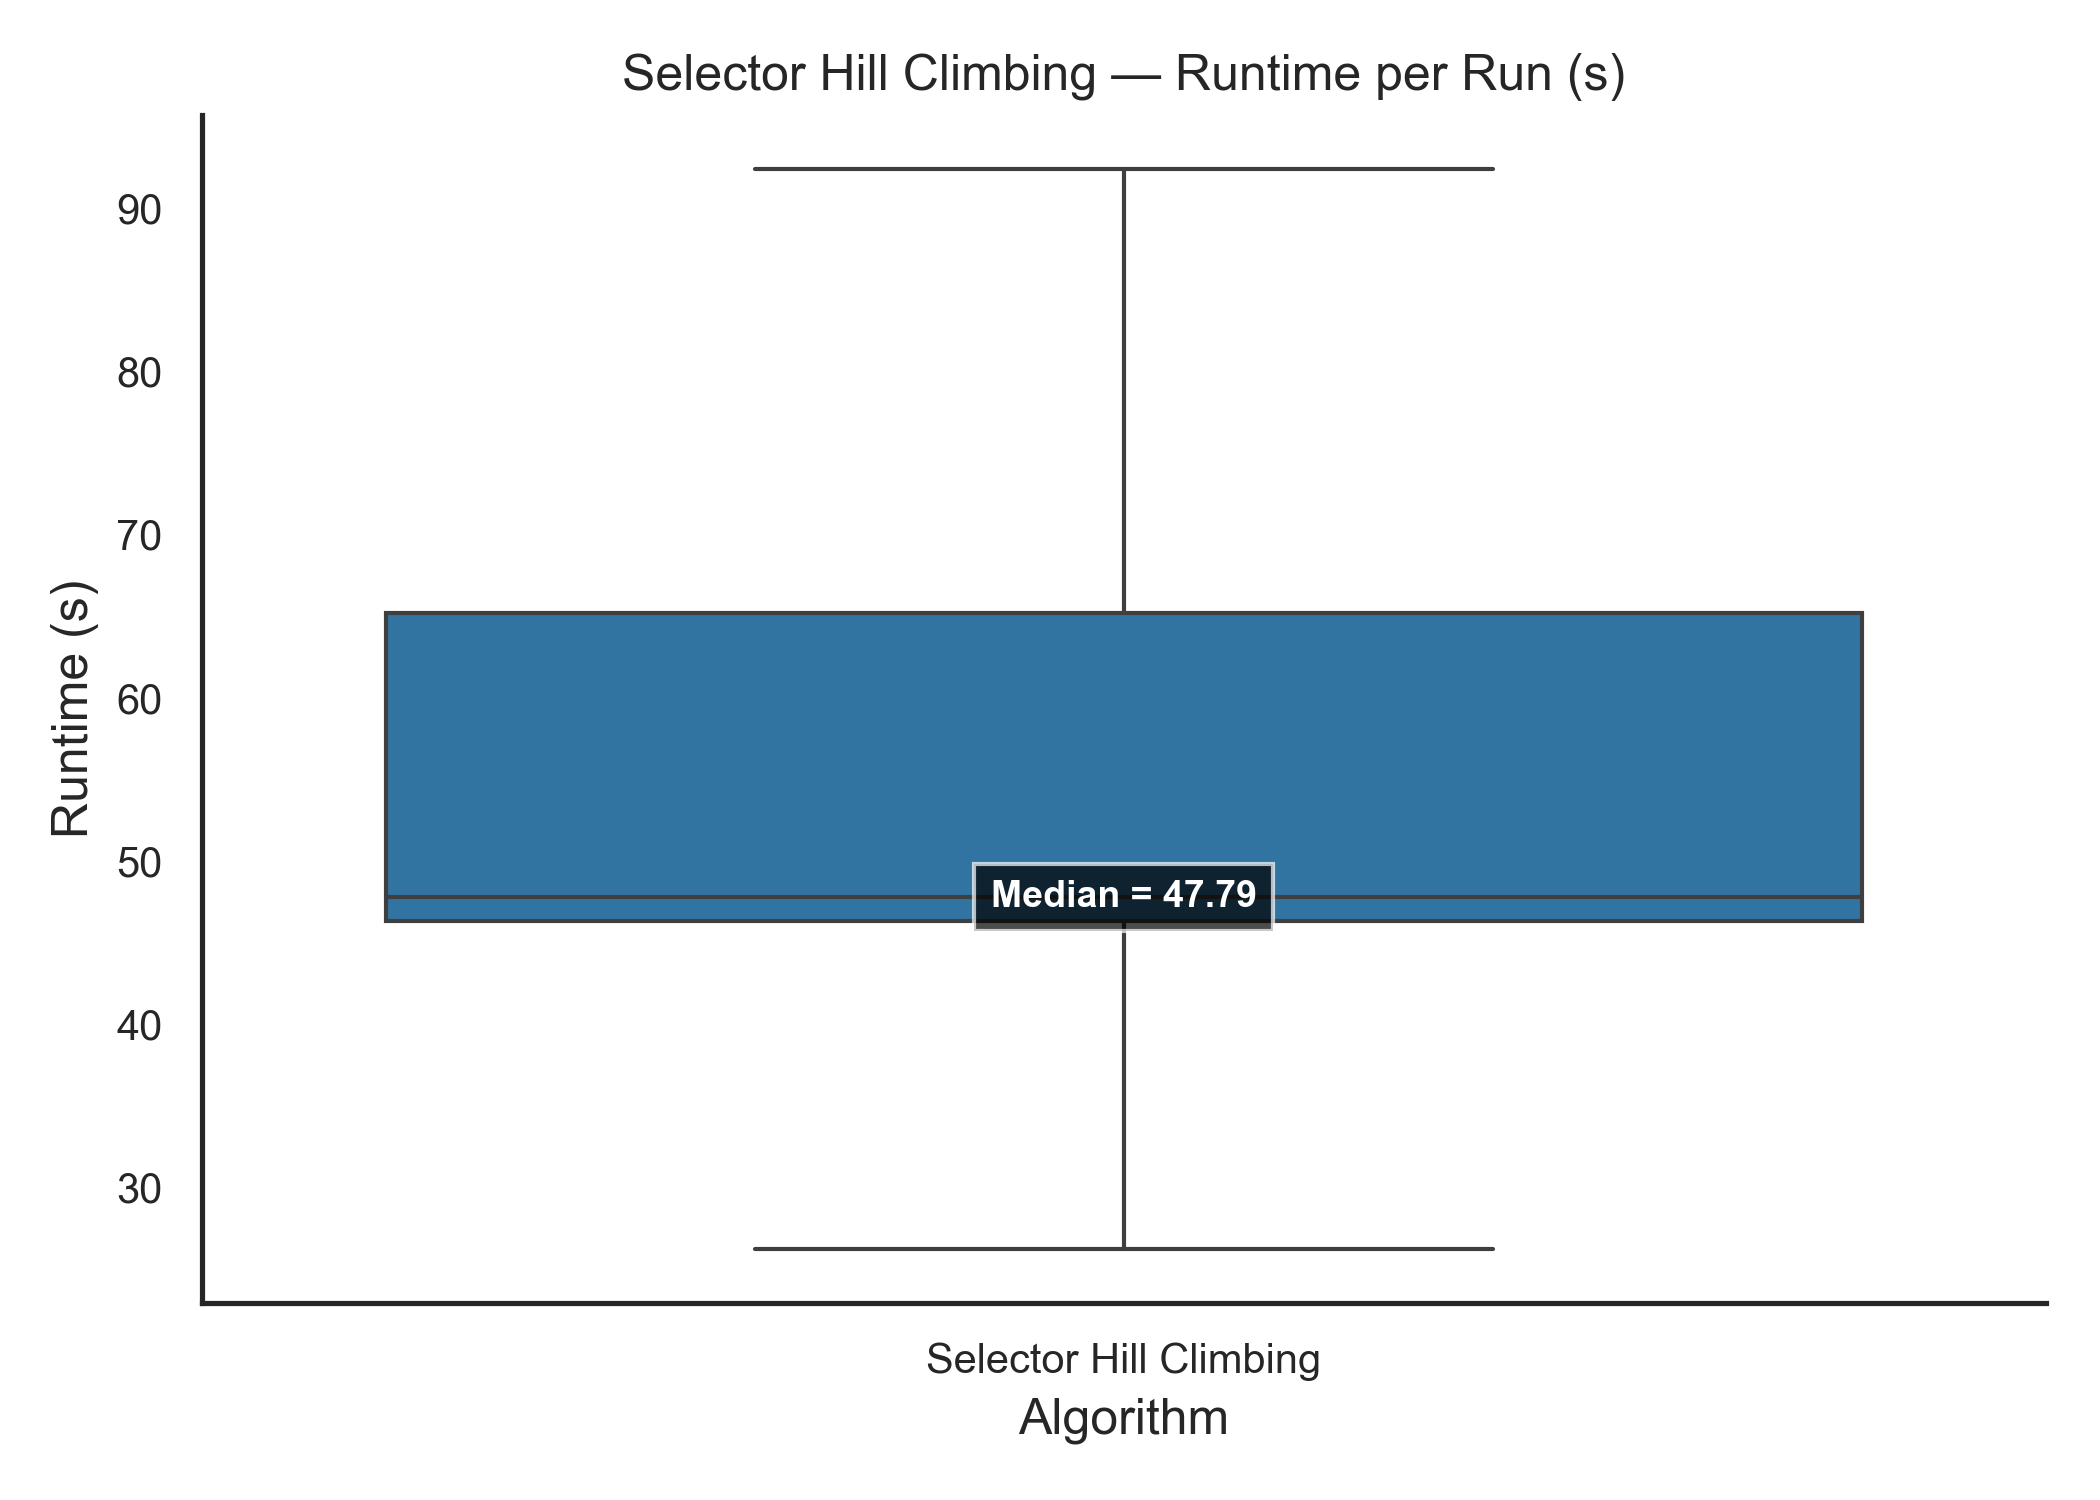 Selector Hill Climbing — Runtime per Run (s)
90
80
70
60
50
40
30
Runtime (s)
Median = 47.79
Selector Hill Climbing
Algorithm